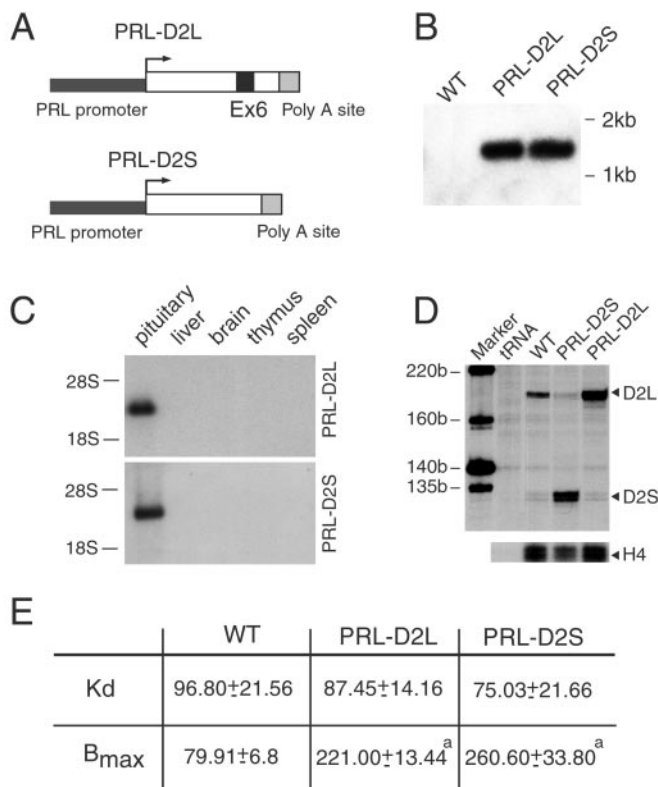 A
PRL-D2L
PRL promoter
Ex6
Poly A site
PRL-D2S
PRL promoter
Poly A site
B
WT
PRL-D2L
PRL-D2S
2kb
1kb
C
pituitary
liver
brain
thymus
spleen
28S
18S
PRL-D2L
28S
18S
PRL-D2S
D
Marker
tRNA
WT
PRL-D2S
PRL-D2L
220b
160b
140b
135b
D2L
D2S
H4
E
WT PRL-D2L PRL-D2S
Kd 96.80±21.56 87.45±14.16 75.03±21.66
Bmax 79.91±6.8 221.00±13.44a 260.60±33.80a